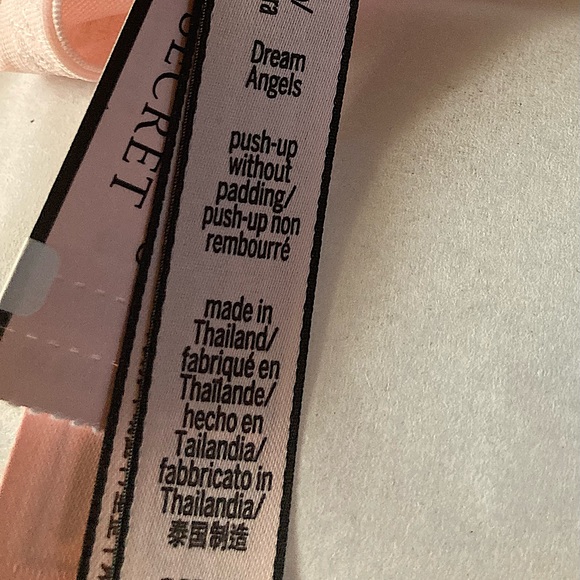 Dream
Angels
push-up
without
padding/
push-up non
rembourré
made in
Thailand/
fabriqué en
Thaïlande/
hecho en
Tailandia/
fabbricato in
Thailandia/
泰国制造
SECRET